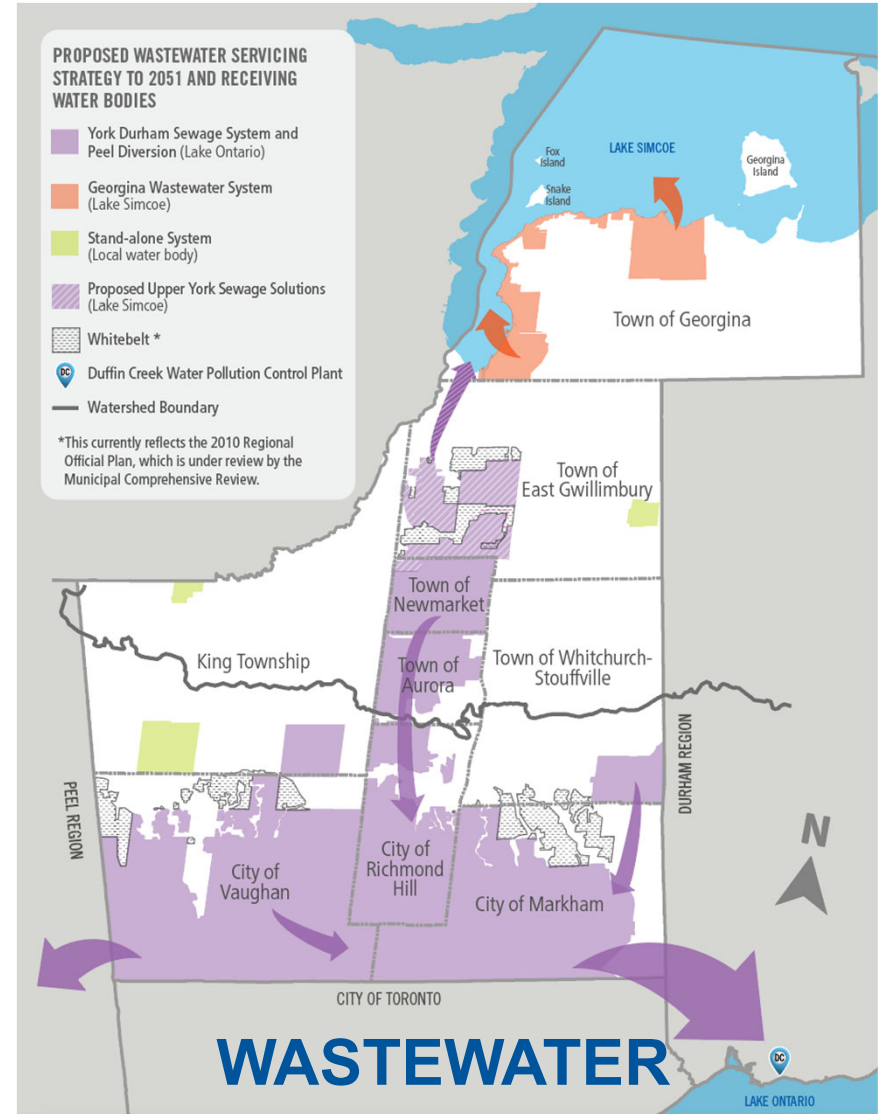 PROPOSED WASTEWATER SERVICING
STRATEGY TO 2051 AND RECEIVING
WATER BODIES
York Durham Sewage System and
Peel Diversion (Lake Ontario)
Georgina Wastewater System
(Lake Simcoe)
Stand-alone System
(Local water body)
Proposed Upper York Sewage Solutions
(Lake Simcoe)
Whitebelt *
DC
Duffin Creek Water Pollution Control Plant
Watershed Boundary
*This currently reflects the 2010 Regional
Official Plan, which is under review by the
Municipal Comprehensive Review.
LAKE SIMCOE
Fox
Island
Snake
Island
Georgina
Island
Town of Georgina
Town of
East Gwillimbury
Town of
Newmarket
King Township
Town of
Aurora
Town of Whitchurch-
Stouffville
PEEL REGION
DURHAM REGION
City of
Vaughan
City of
Richmond
Hill
City of Markham
N
CITY OF TORONTO
WASTEWATER
DC
LAKE ONTARIO